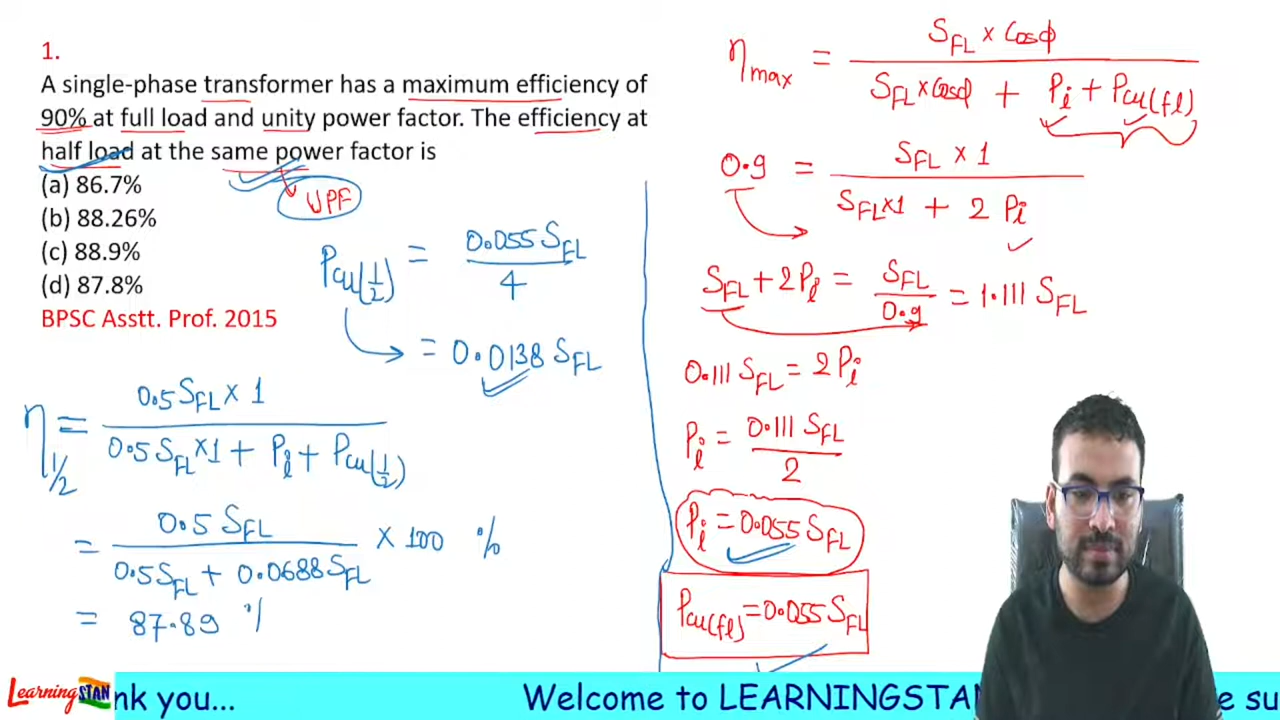 1.
A single-phase transformer has a maximum efficiency of
90% at full load and unity power factor. The efficiency at
half load at the same power factor is
(a) 86.7%
(b) 88.26%
(c) 88.9%
(d) 87.8%
BPSC Asstt. Prof. 2015
UPF
Pcu(1/2) = 0.055 SFL / 4
= 0.0138 SFL
η1/2 = 0.5 SFL × 1 / 0.5 SFL × 1 + Pi + Pcu(1/2)
= 0.5 SFL / 0.5 SFL + 0.0688 SFL × 100 %
= 87.89 %
ηmax = SFL × Cosϕ / SFL × Cosϕ + Pi + Pcu(fl)
0.9 = SFL × 1 / SFL × 1 + 2 Pi
SFL + 2Pi = SFL / 0.9 = 1.111 SFL
0.111 SFL = 2 Pi
Pi = 0.111 SFL / 2
Pi = 0.055 SFL
Pcu(fl) = 0.055 SFL
LearningSTAN
nk you...
Welcome to LEARNINGSTAN
e su